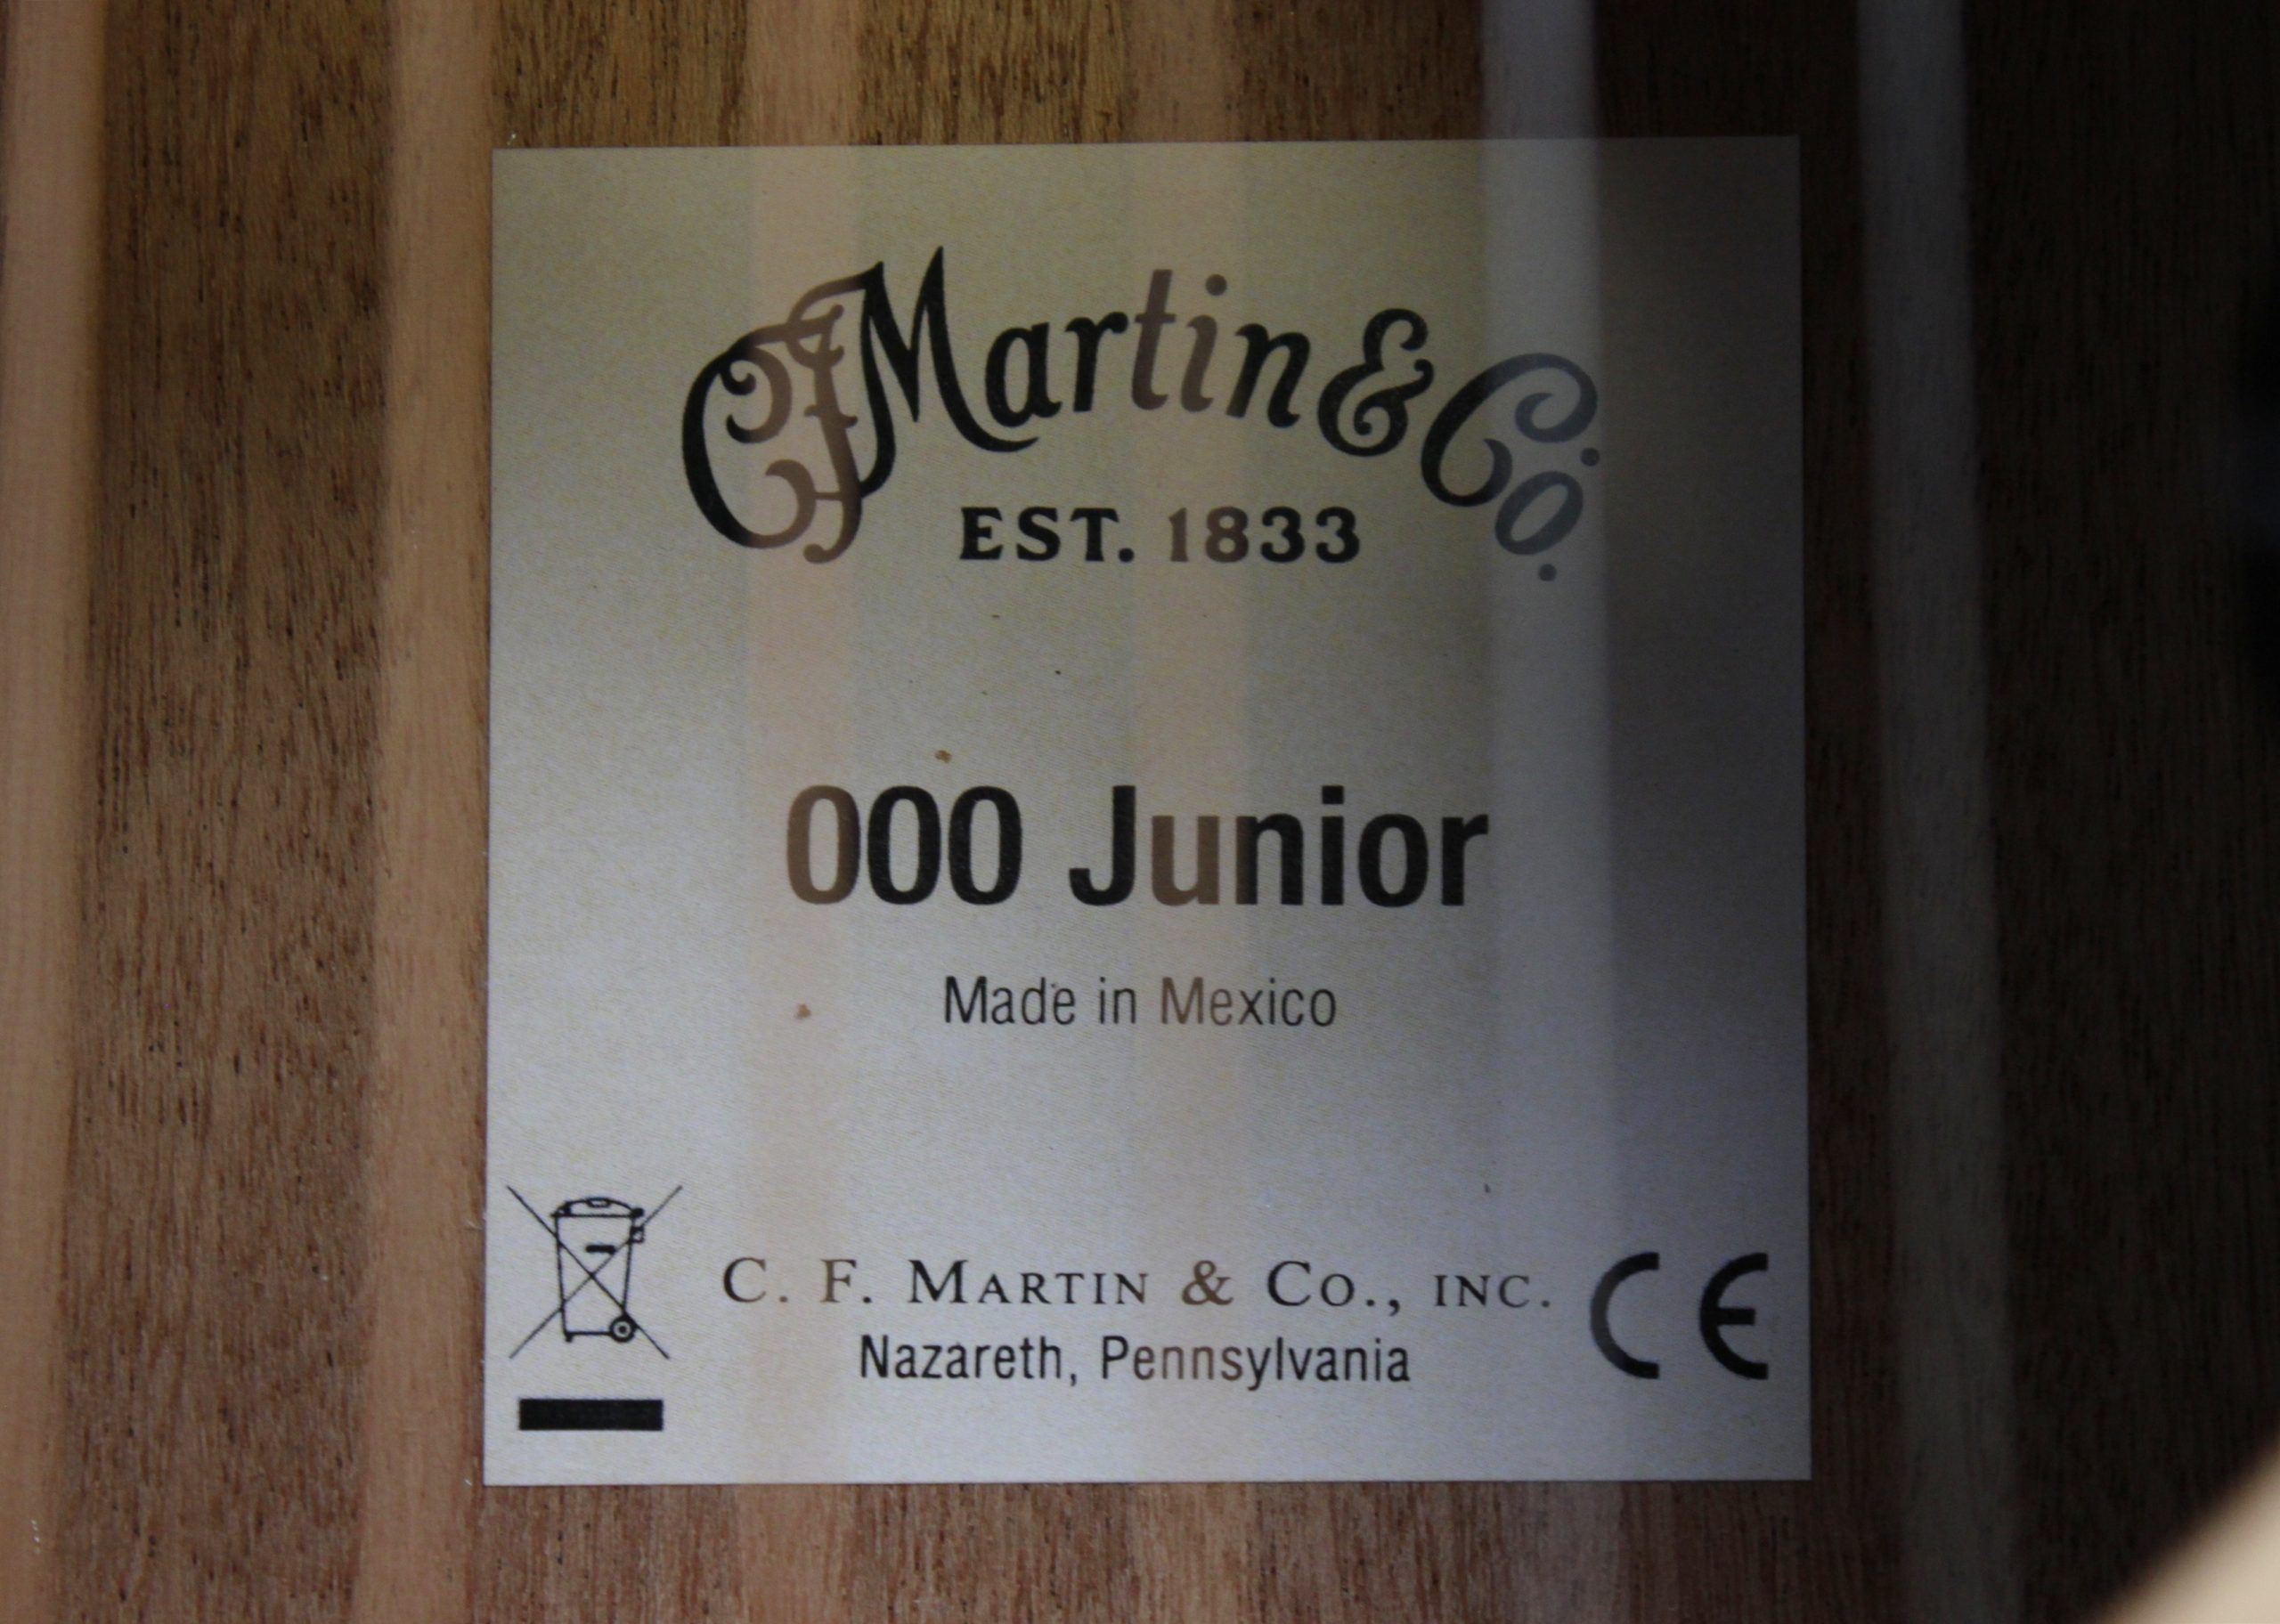 CFMartin & Co.
EST. 1833
000 Junior
Made in Mexico
C. F. MARTIN & CO., INC.
Nazareth, Pennsylvania
CE